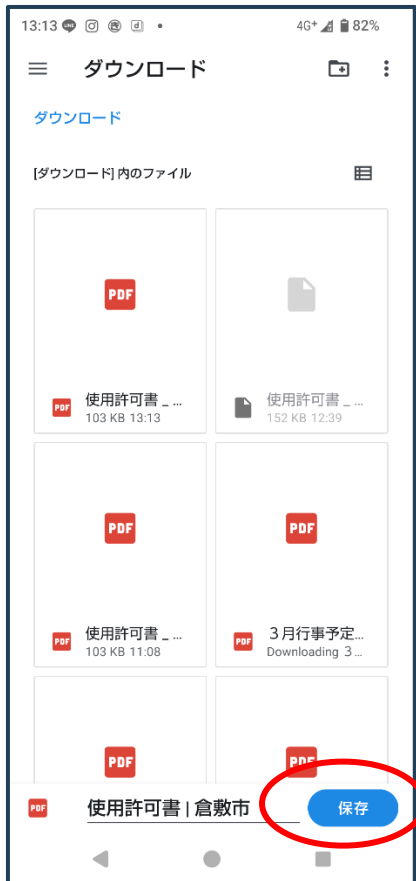 13:13 4G+ 82%
ダウンロード
ダウンロード
[ダウンロード] 内のファイル
PDF
PDF 使用許可書 _ ...
103 KB 13:13
使用許可書 _ ...
152 KB 12:39
PDF
PDF
PDF 使用許可書 _ ...
103 KB 11:08
PDF ３月行事予定...
Downloading ３...
PDF
PDF
PDF 使用許可書 | 倉敷市 保存